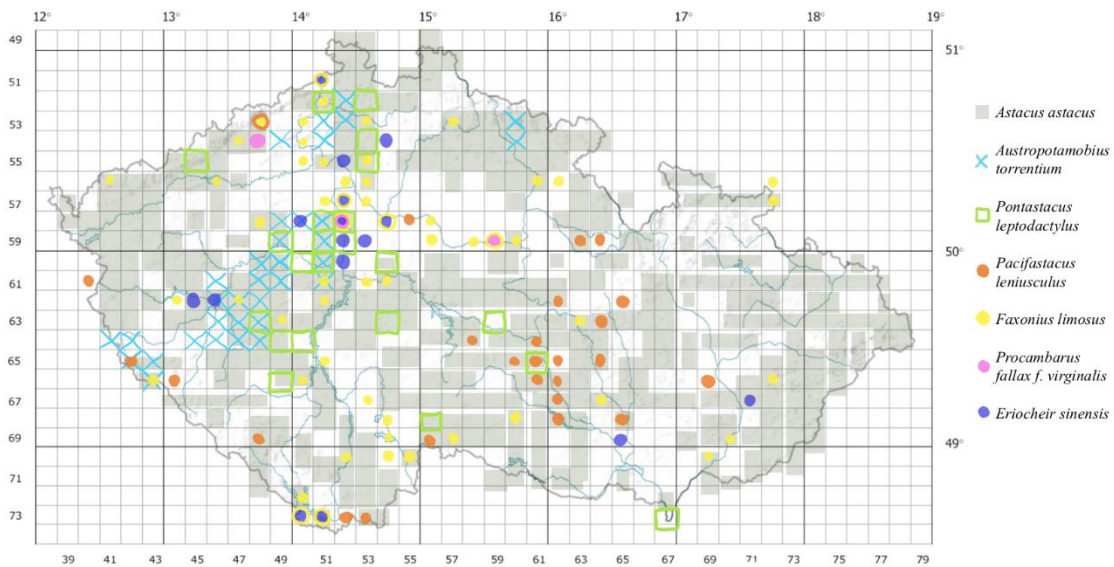 12° 13° 14° 15° 16° 17° 18° 19°
49
51°
51
53
55
57
50°
59
61
63
65
67
49°
69
71
73
39 41 43 45 47 49 51 53 55 57 59 61 63 65 67 69 71 73 75 77 79
Astacus astacus
Austropotamobius
torrentium
Pontastacus
leptodactylus
Pacifastacus
leniusculus
Faxonius limosus
Procambarus
fallax f. virginalis
Eriocheir sinensis